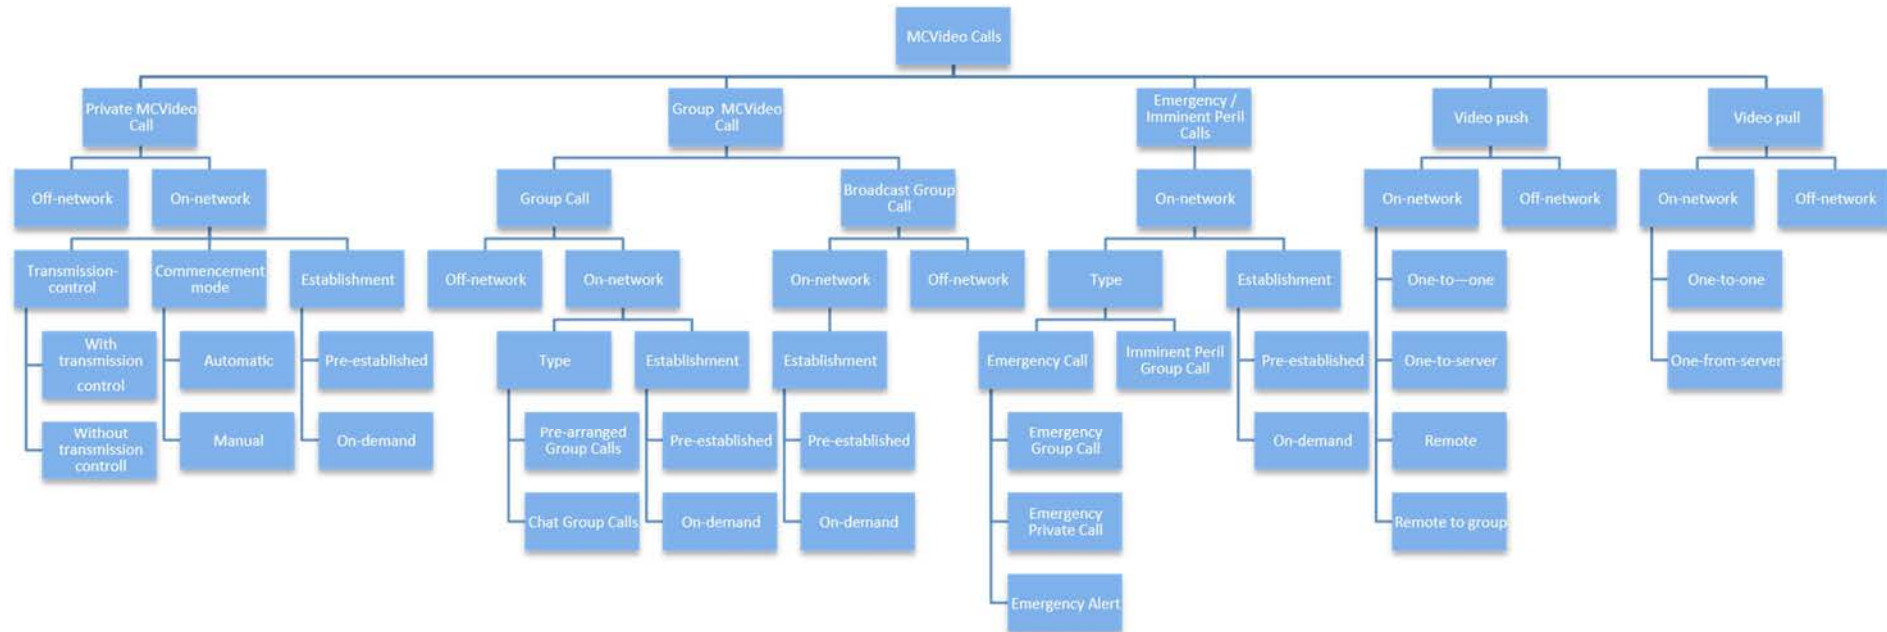 MCVideo Calls
Private MCVideo
Call
Group MCVideo
Call
Emergency /
Imminent Peril
Calls
Video push
Video pull
Off-network
On-network
Group Call
Broadcast Group
Call
On-network
On-network
Off-network
On-network
Off-network
Transmission-
control
Commencement
mode
Establishment
Off-network
On-network
On-network
Off-network
Type
Establishment
One-to—one
One-to-one
With
transmission
control
Automatic
Pre-established
Type
Establishment
Establishment
Emergency Call
Imminent Peril
Group Call
Pre-established
One-to-server
One-from-server
Without
transmission
controll
Manual
On-demand
Pre-arranged
Group Calls
Pre-established
Pre-established
Emergency
Group Call
On-demand
Remote
Chat Group Calls
On-demand
On-demand
Emergency
Private Call
Remote to group
Emergency Alert